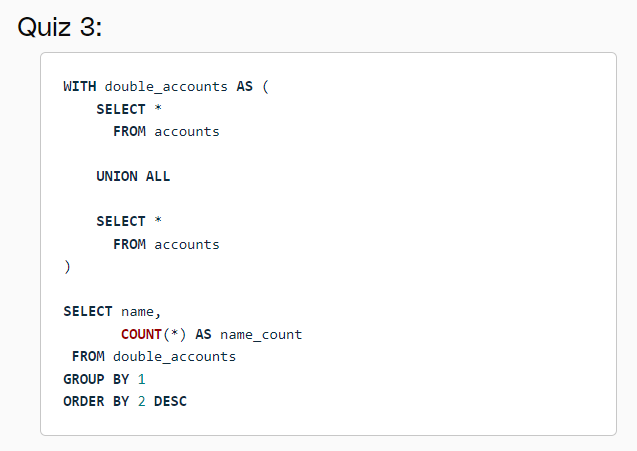 Quiz 3:
WITH double_accounts AS (
    SELECT *
      FROM accounts

    UNION ALL

    SELECT *
      FROM accounts
)

SELECT name,
       COUNT(*) AS name_count
 FROM double_accounts
GROUP BY 1
ORDER BY 2 DESC